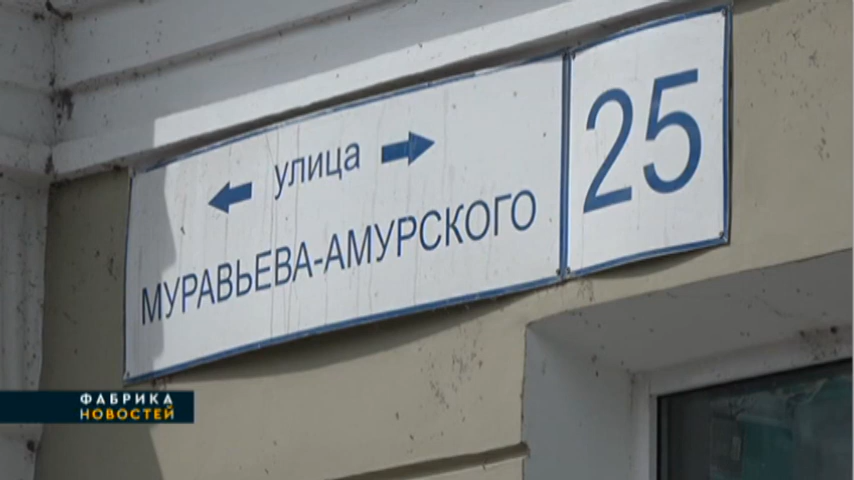 улица
МУРАВЬЕВА-АМУРСКОГО
25
ФАБРИКА
НОВОСТЕЙ